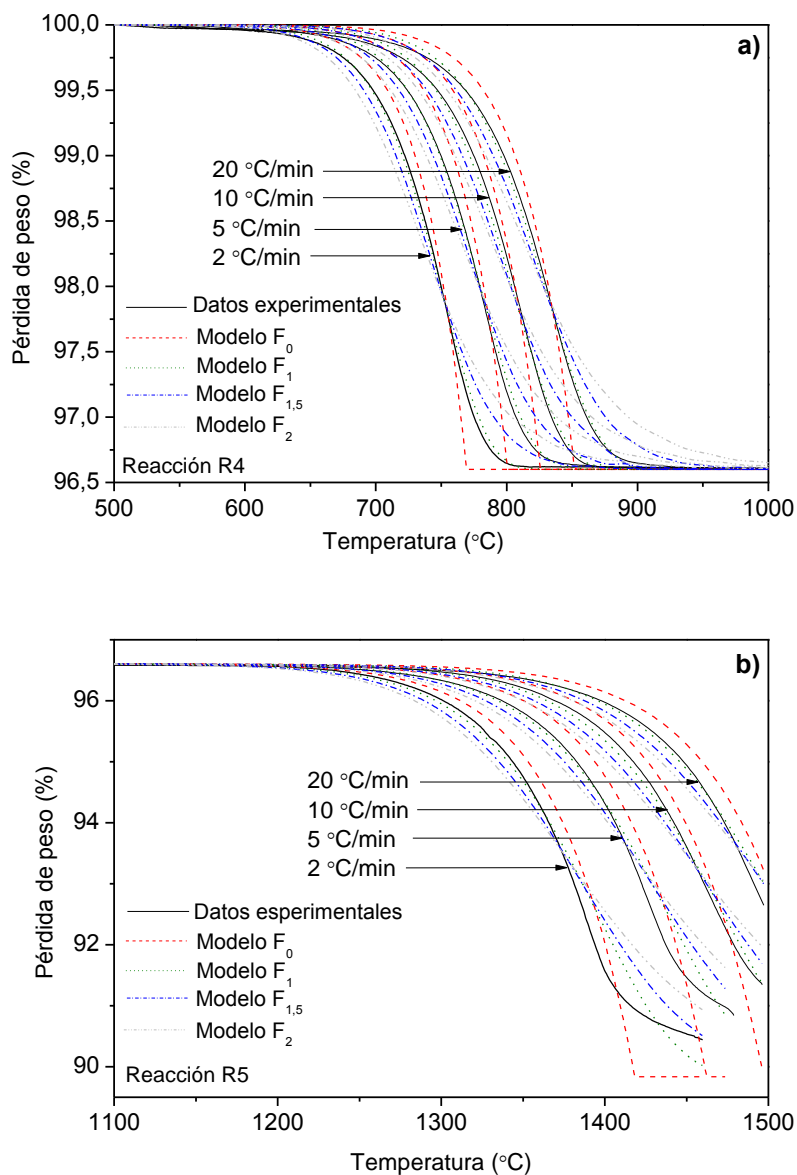 a)
100,0
99,5
99,0
98,5
98,0
97,5
97,0
96,5
Pérdida de peso (%)
20 °C/min
10 °C/min
5 °C/min
2 °C/min
Datos experimentales
Modelo F0
Modelo F1
Modelo F1,5
Modelo F2
Reacción R4
500 600 700 800 900 1000
Temperatura (°C)
b)
96
94
92
90
Pérdida de peso (%)
20 °C/min
10 °C/min
5 °C/min
2 °C/min
Datos esperimentales
Modelo F0
Modelo F1
Modelo F1,5
Modelo F2
Reacción R5
1100 1200 1300 1400 1500
Temperatura (°C)